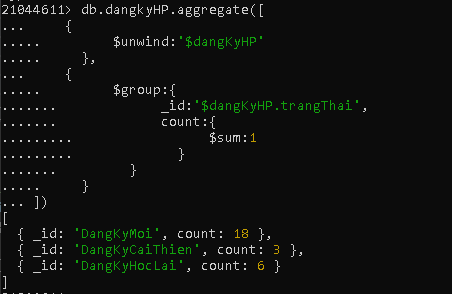 21044611> db.dangkyHP.aggregate([
... {
..... $unwind:'$dangKyHP'
..... },
... {
..... $group:{
....... _id:'$dangKyHP.trangThai',
....... count:{
......... $sum:1
......... }
....... }
..... }
... ])
[
{ _id: 'DangKyMoi', count: 18 },
{ _id: 'DangKyCaiThien', count: 3 },
{ _id: 'DangKyHocLai', count: 6 }
]